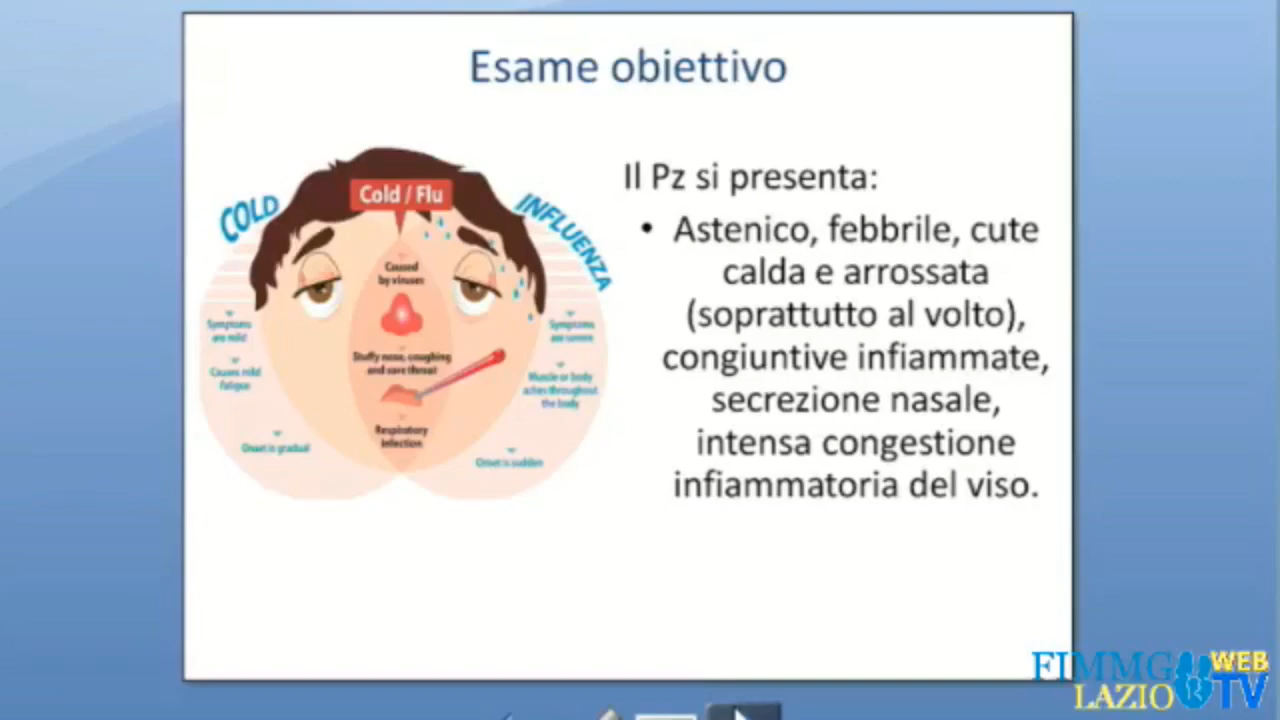 Esame obiettivo
Il Pz si presenta:
• Astenico, febbrile, cute
calda e arrossata
(soprattutto al volto),
congiuntive infiammate,
secrezione nasale,
intensa congestione
infiammatoria del viso.
COLD
Cold / Flu
INFLUENZA
Caused
by viruses
Symptoms
are mild
Causes mild
fatigue
Onset is gradual
Stuffy nose, coughing
and sore throat
Respiratory
infection
Symptoms
are severe
Muscle or body
aches throughout
the body
Onset is sudden
FIMMG
LAZIO
WEB
TV